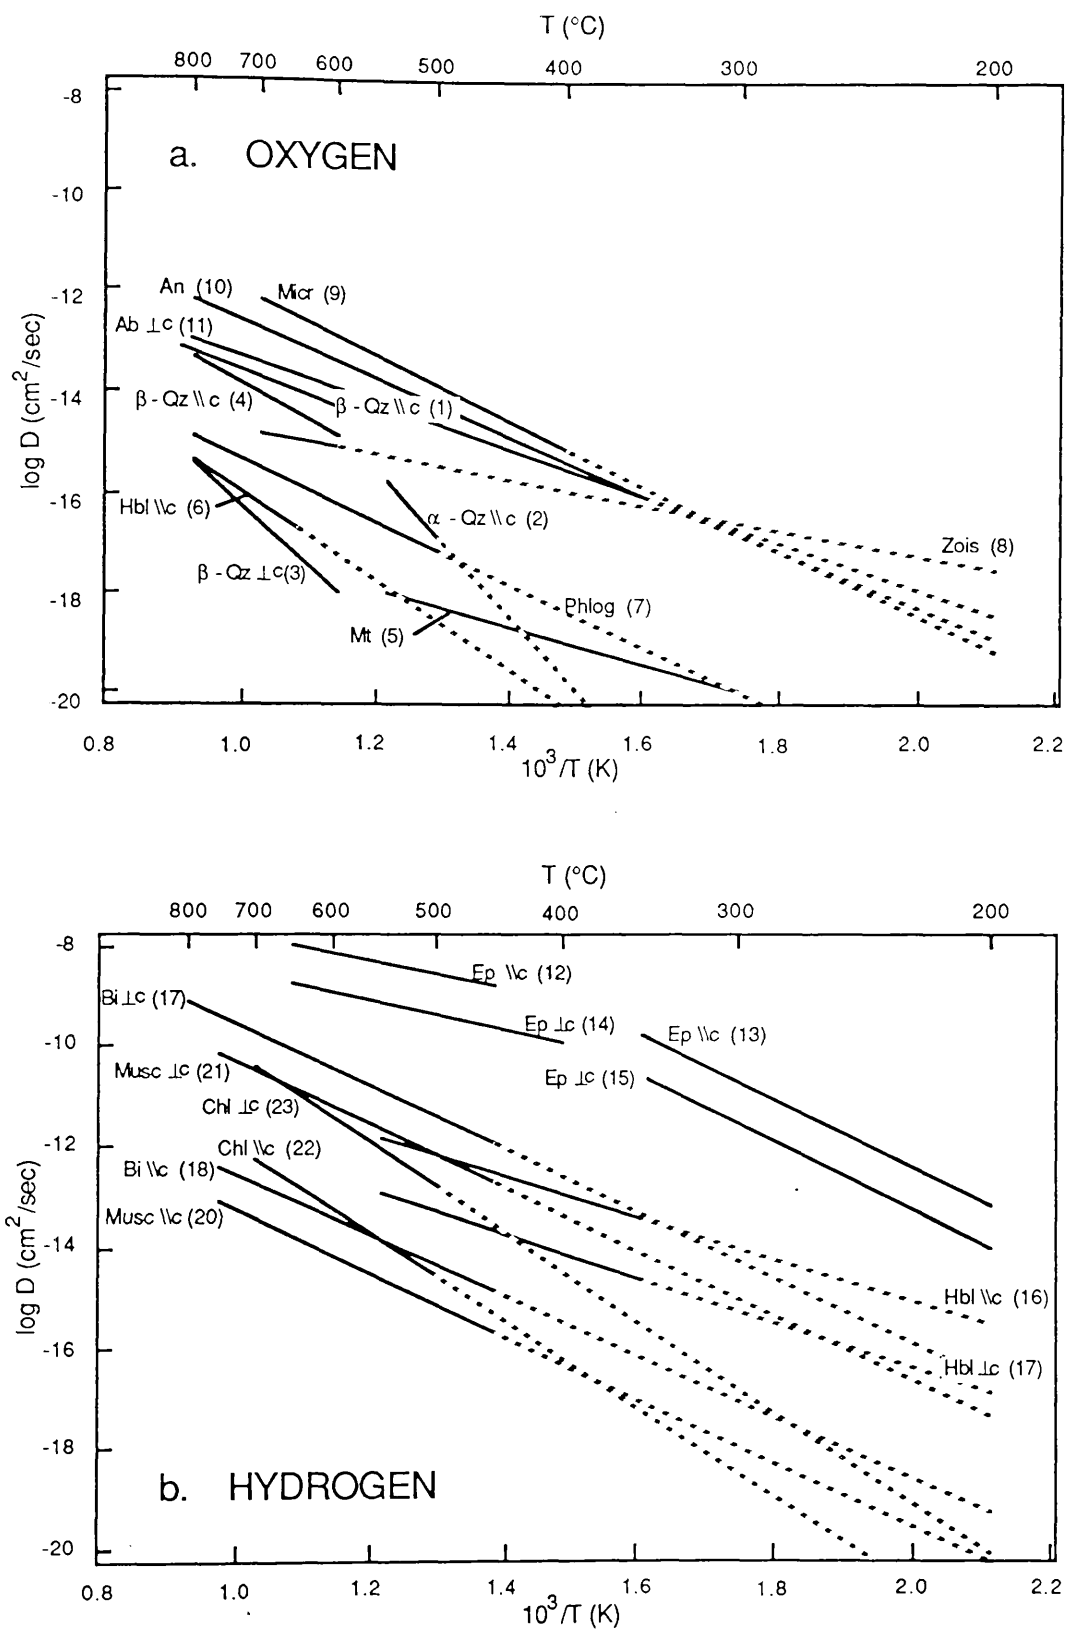 T (°C)
800 700 600 500 400 300 200
-8
a. OXYGEN
-10
An (10) Micr (9)
-12
Ab ⊥c (11)
β - Qz \\ c (4) β - Qz \\ c (1)
-14
log D (cm²/sec)
-16
Hbl \\c (6) α - Qz \\ c (2)
Zois (8)
β - Qz ⊥c(3)
-18
Phlog (7)
Mt (5)
-20
0.8 1.0 1.2 1.4 1.6 1.8 2.0 2.2
10³/T (K)
T (°C)
800 700 600 500 400 300 200
-8
Ep \\c (12)
Bi ⊥c (17)
Ep ⊥c (14) Ep \\c (13)
-10
Musc ⊥c (21) Ep ⊥c (15)
Chl ⊥c (23)
-12
Chl \\c (22)
Bi \\c (18)
Musc \\c (20)
-14
log D (cm²/sec)
Hbl \\c (16)
-16
Hbl ⊥c (17)
-18
b. HYDROGEN
-20
0.8 1.0 1.2 1.4 1.6 1.8 2.0 2.2
10³/T (K)